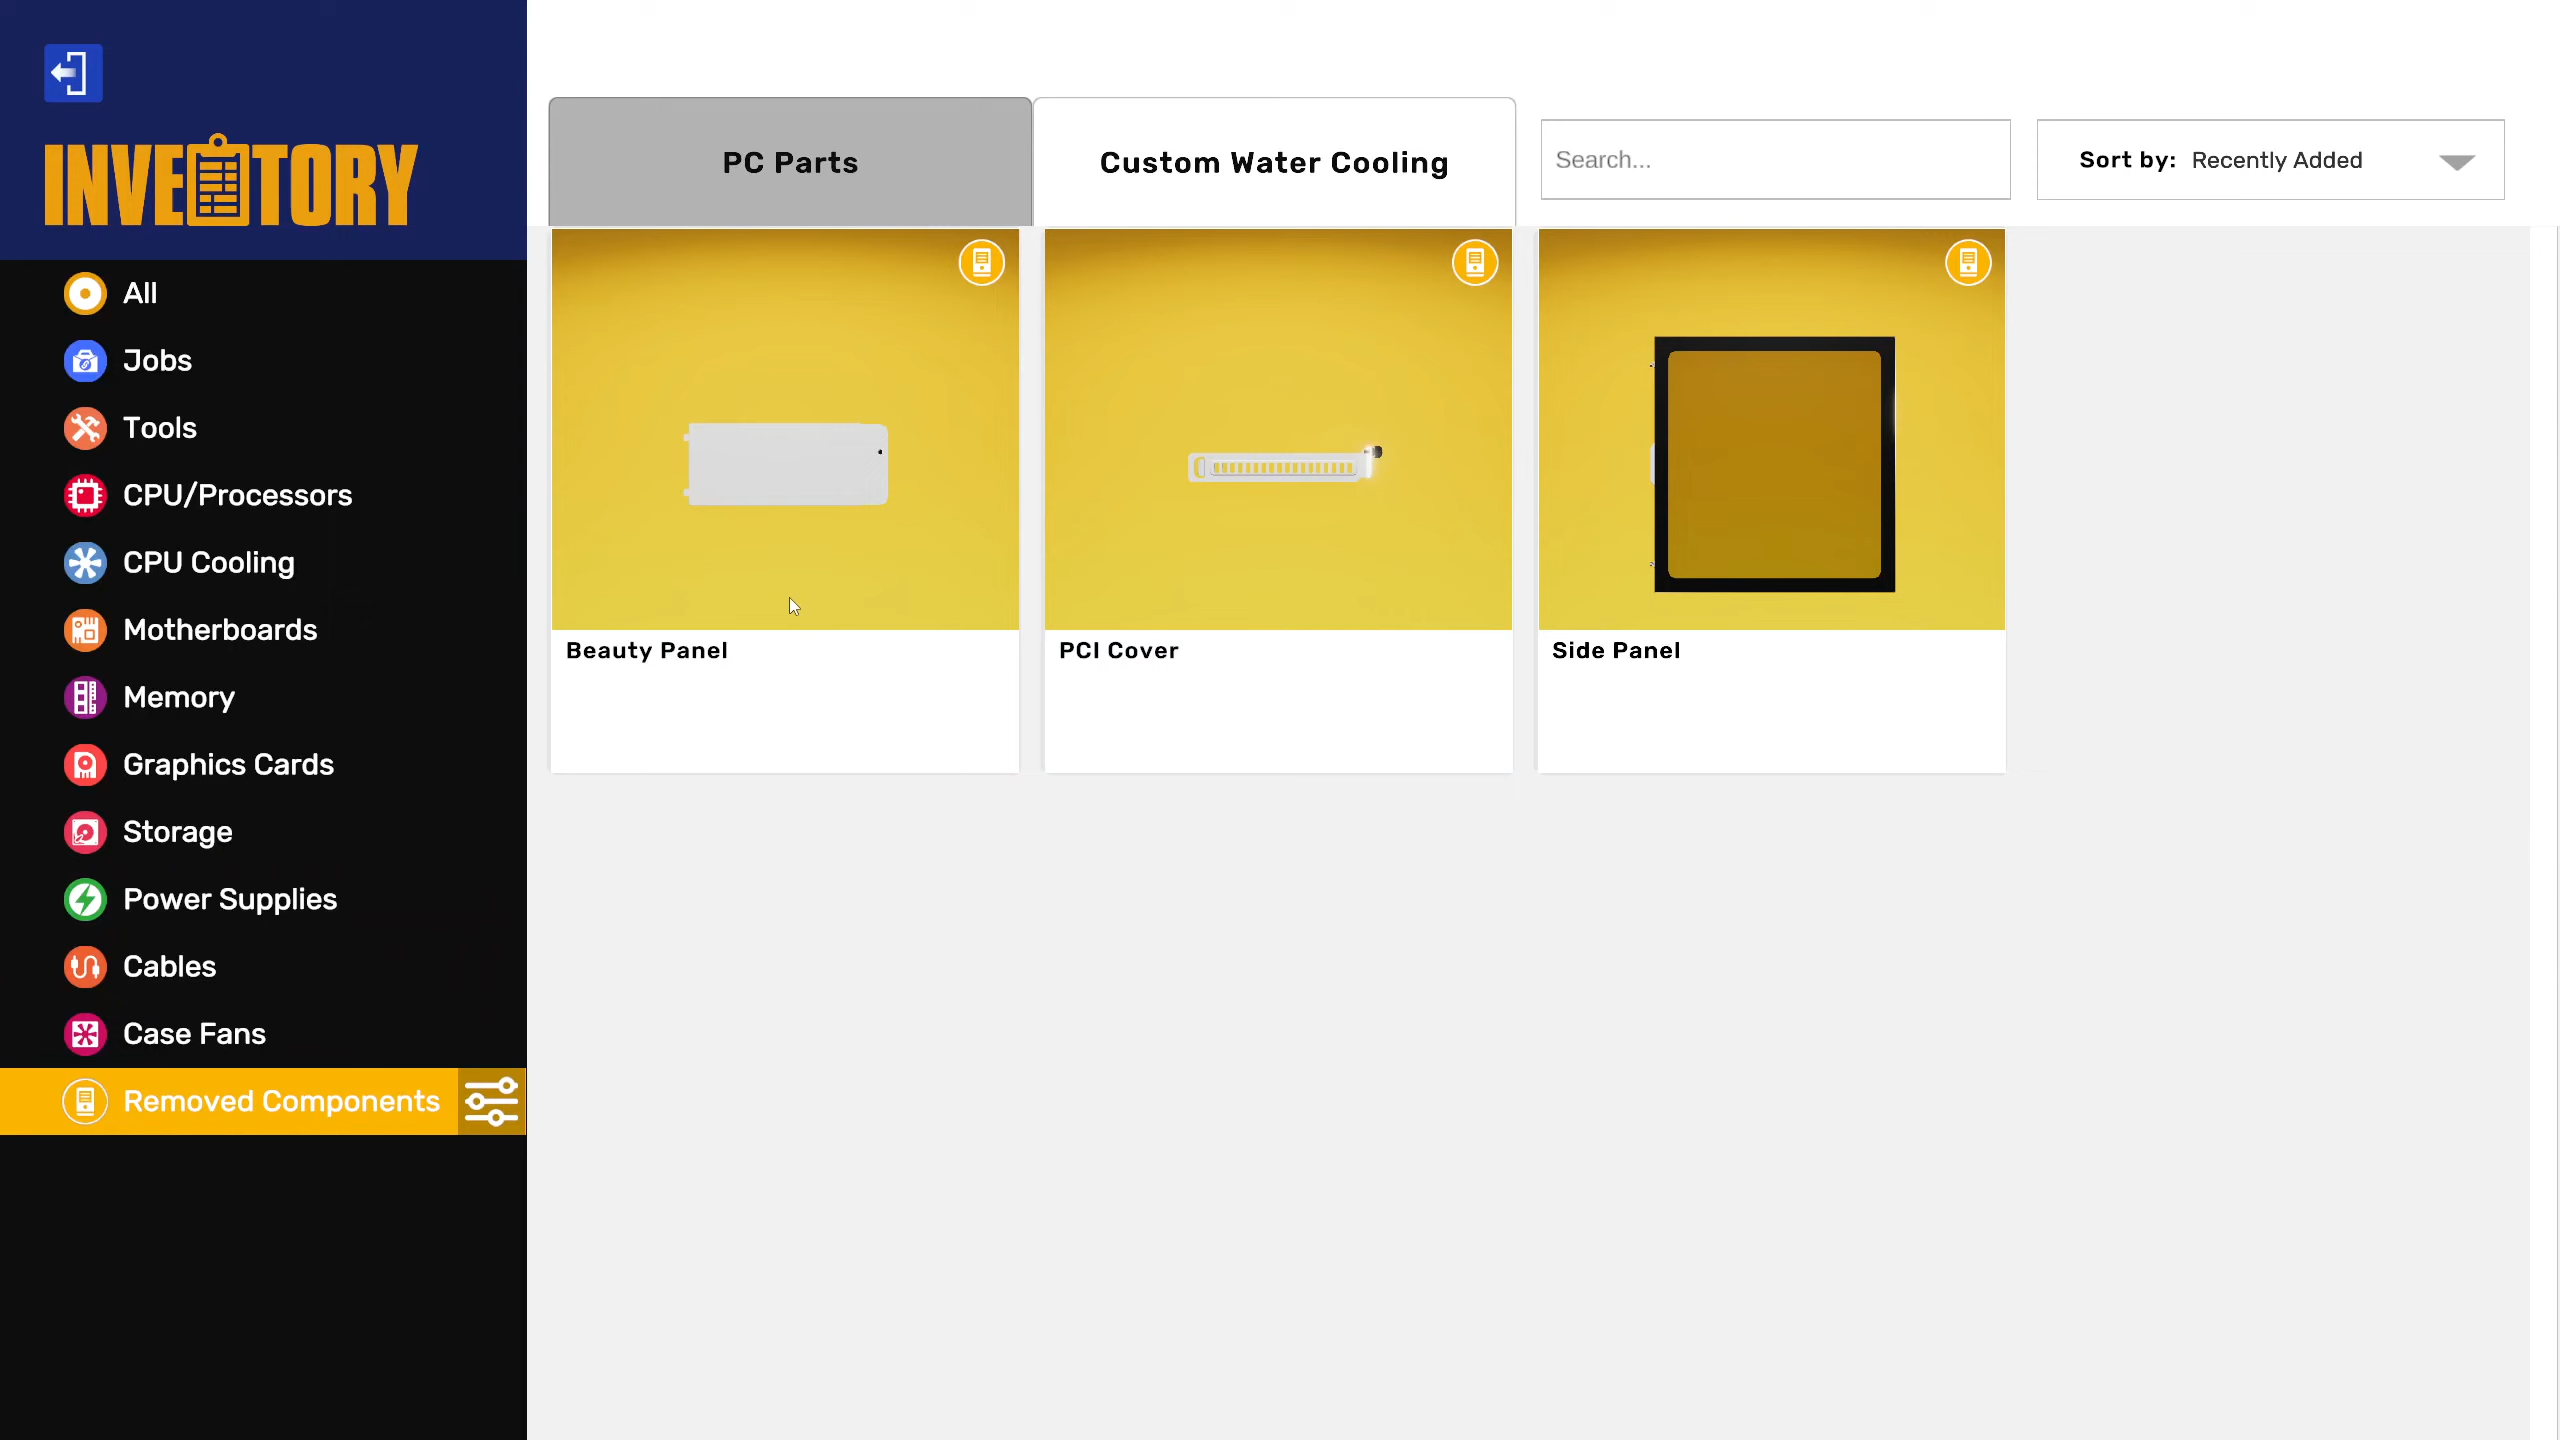 INVENTORY
All
Jobs
Tools
CPU/Processors
CPU Cooling
Motherboards
Memory
Graphics Cards
Storage
Power Supplies
Cables
Case Fans
Removed Components
PC Parts
Custom Water Cooling
Search...
Sort by: Recently Added
Beauty Panel
PCI Cover
Side Panel